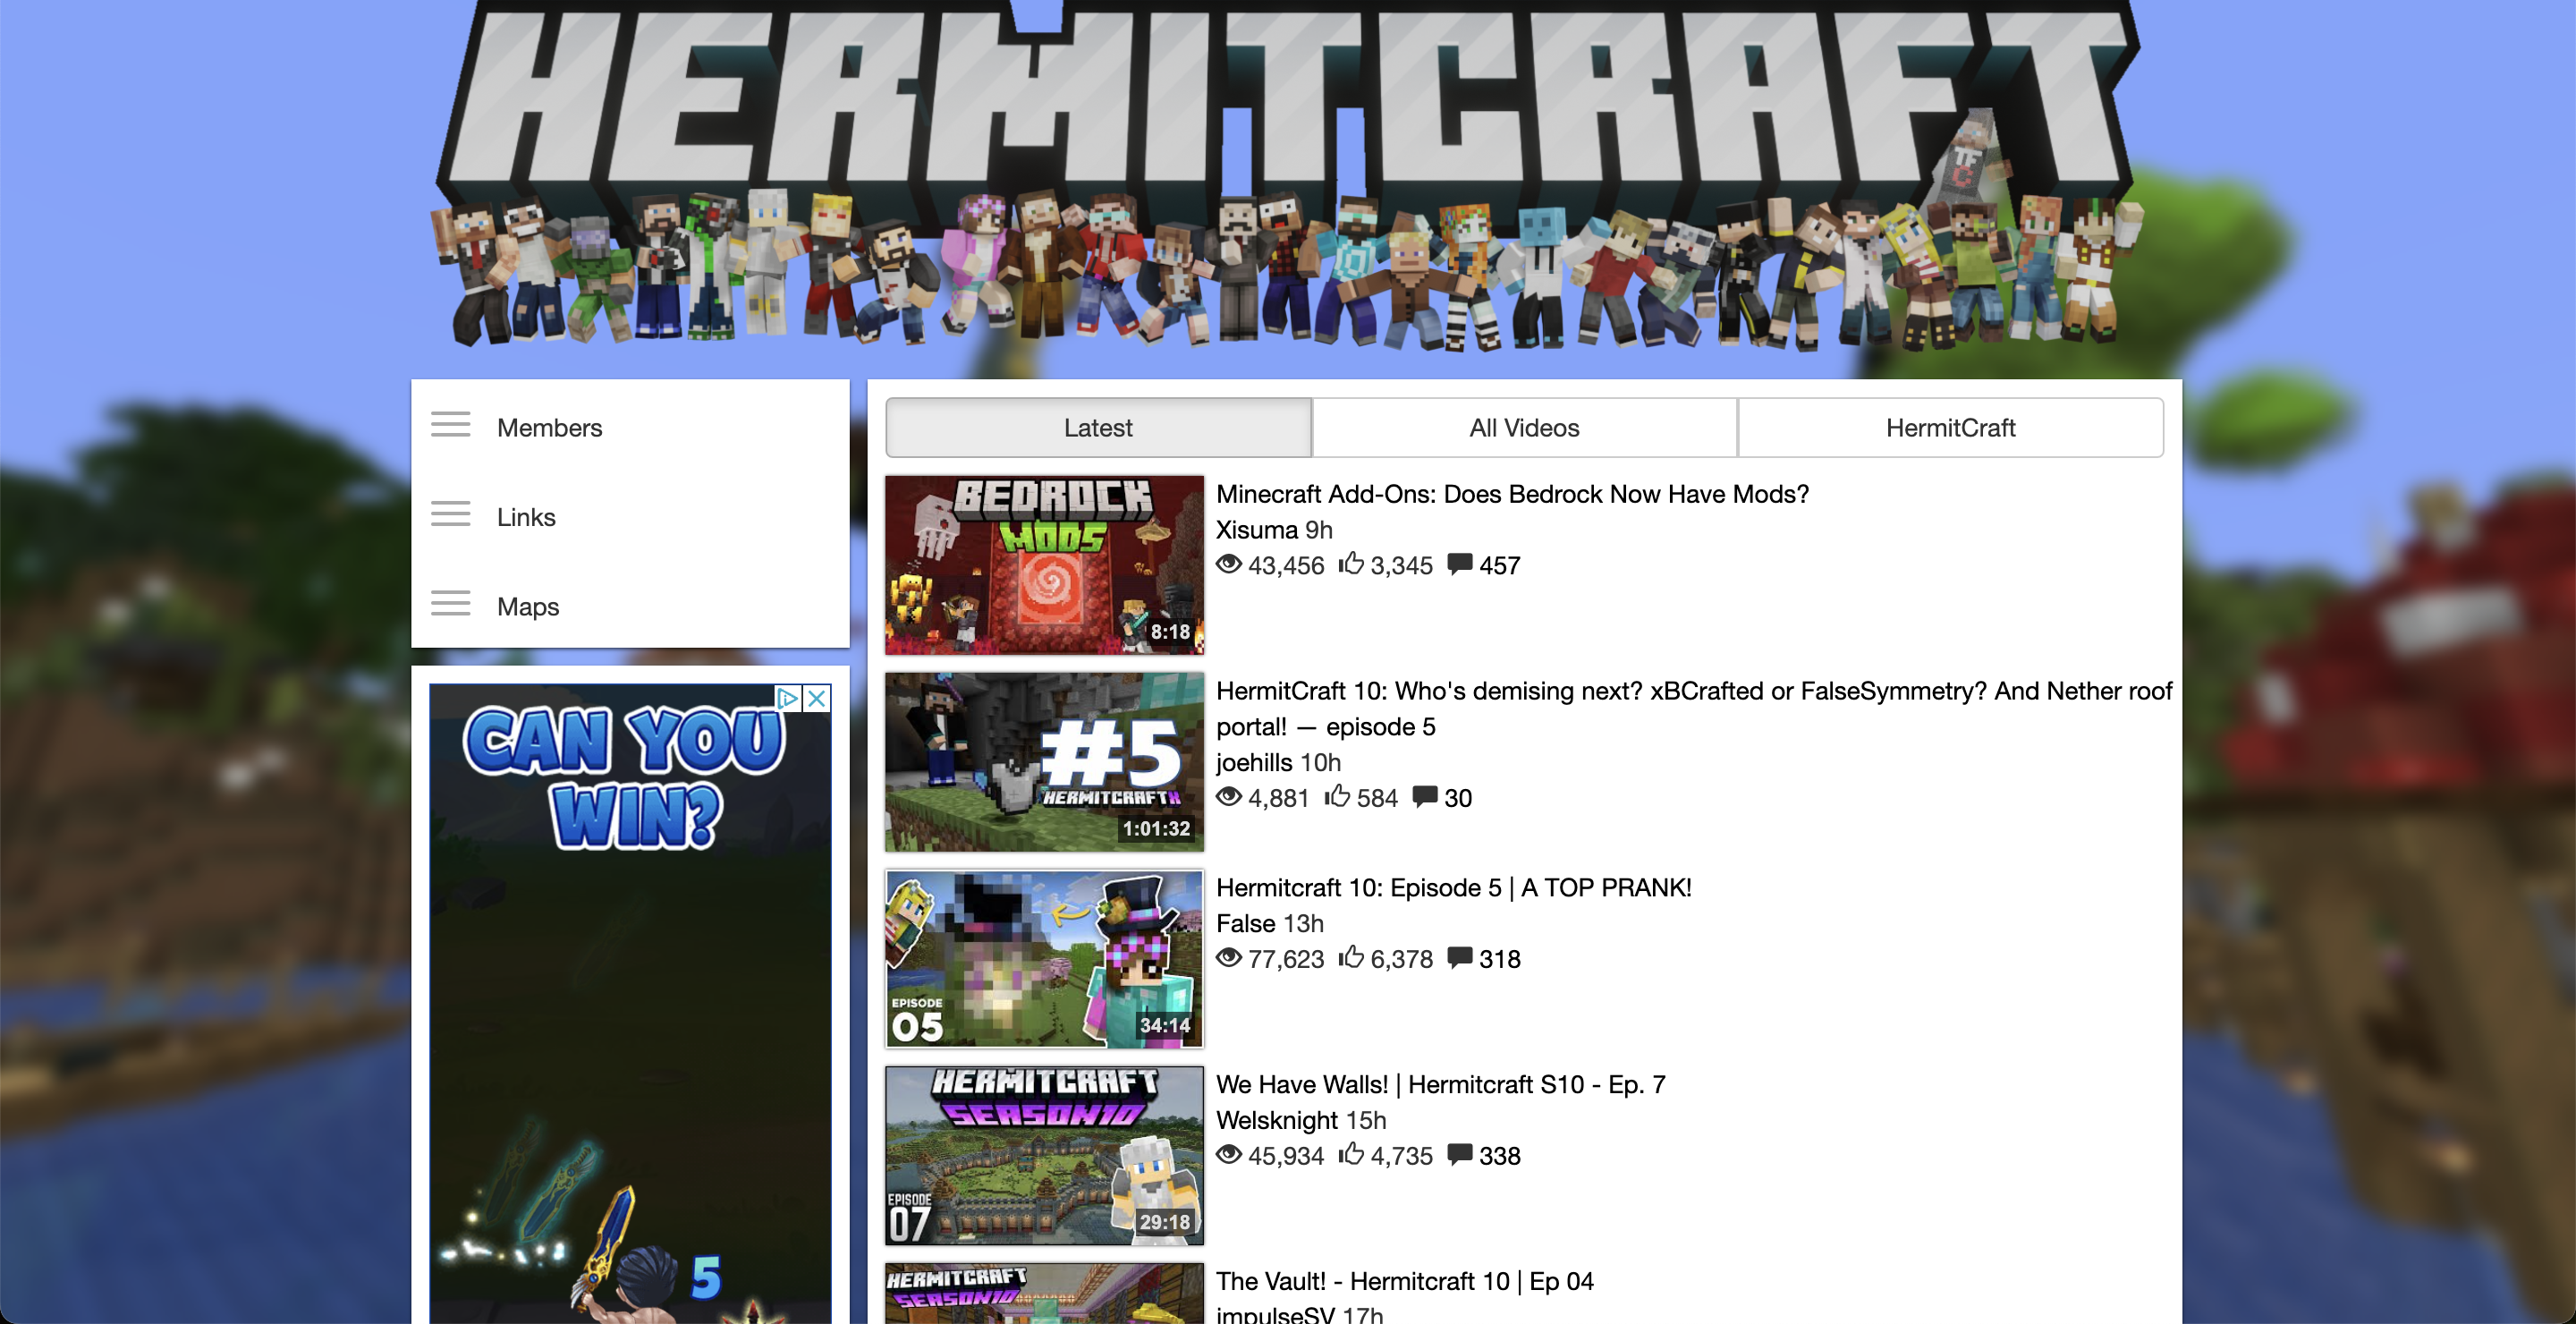 HERMITCRAFT
TF
C
Members
Links
Maps
CAN YOU
WIN?
5
Latest
All Videos
HermitCraft
BEDROCK
MODS
8:18
Minecraft Add-Ons: Does Bedrock Now Have Mods?
Xisuma 9h
43,456 3,345 457
#5
HERMITCRAFTX
1:01:32
HermitCraft 10: Who's demising next? xBCrafted or FalseSymmetry? And Nether roof
portal! — episode 5
joehills 10h
4,881 584 30
EPISODE
05
34:14
Hermitcraft 10: Episode 5 | A TOP PRANK!
False 13h
77,623 6,378 318
HERMITCRAFT
SEASON10
EPISODE
07
29:18
We Have Walls! | Hermitcraft S10 - Ep. 7
Welsknight 15h
45,934 4,735 338
HERMITCRAFT
SEASON10
The Vault! - Hermitcraft 10 | Ep 04
impulseSV 17h